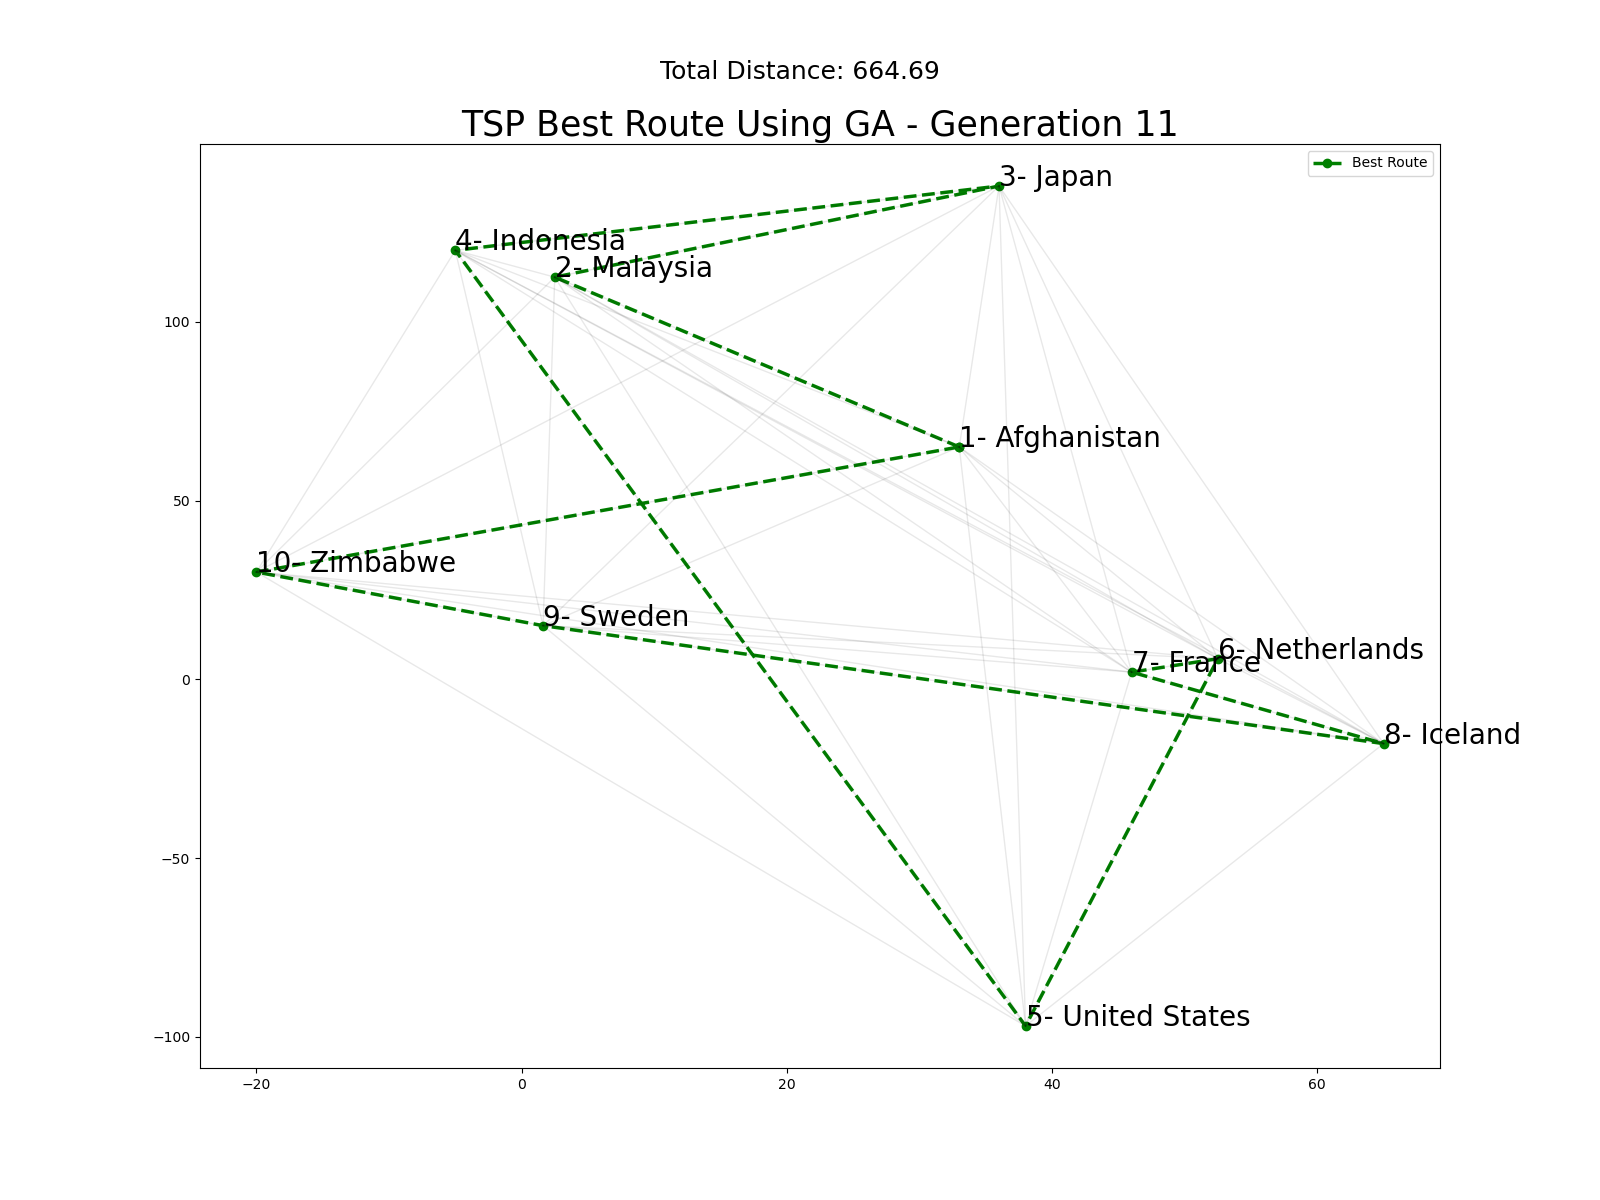 Total Distance: 664.69
TSP Best Route Using GA - Generation 11
Best Route
3- Japan
4- Indonesia
2- Malaysia
100
1- Afghanistan
50
10- Zimbabwe
9- Sweden
6- Netherlands
7- France
0
8- Iceland
−50
5- United States
−100
−20 0 20 40 60